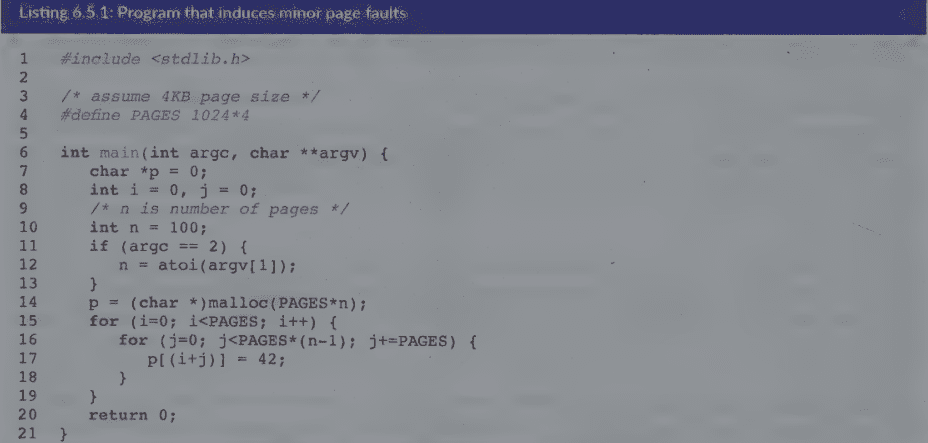 Listing 6.5.1: Program that induces minor page faults
1 #include <stdlib.h>
2
3 /* assume 4KB page size */
4 #define PAGES 1024*4
5
6 int main(int argc, char **argv) {
7 char *p = 0;
8 int i = 0, j = 0;
9 /* n is number of pages */
10 int n = 100;
11 if (argc == 2) {
12 n = atoi(argv[1]);
13 }
14 p = (char *)malloc(PAGES*n);
15 for (i=0; i<PAGES; i++) {
16 for (j=0; j<PAGES*(n-1); j+=PAGES) {
17 p[(i+j)] = 42;
18 }
19 }
20 return 0;
21 }